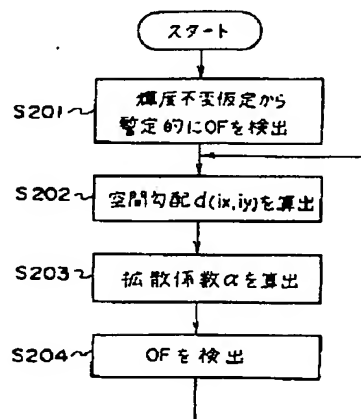 スタート
S201
輝度不変仮定から
暫定的にOFを検出
S202
空間勾配d(ix,iy)を算出
S203
拡散係数αを算出
S204
OFを検出